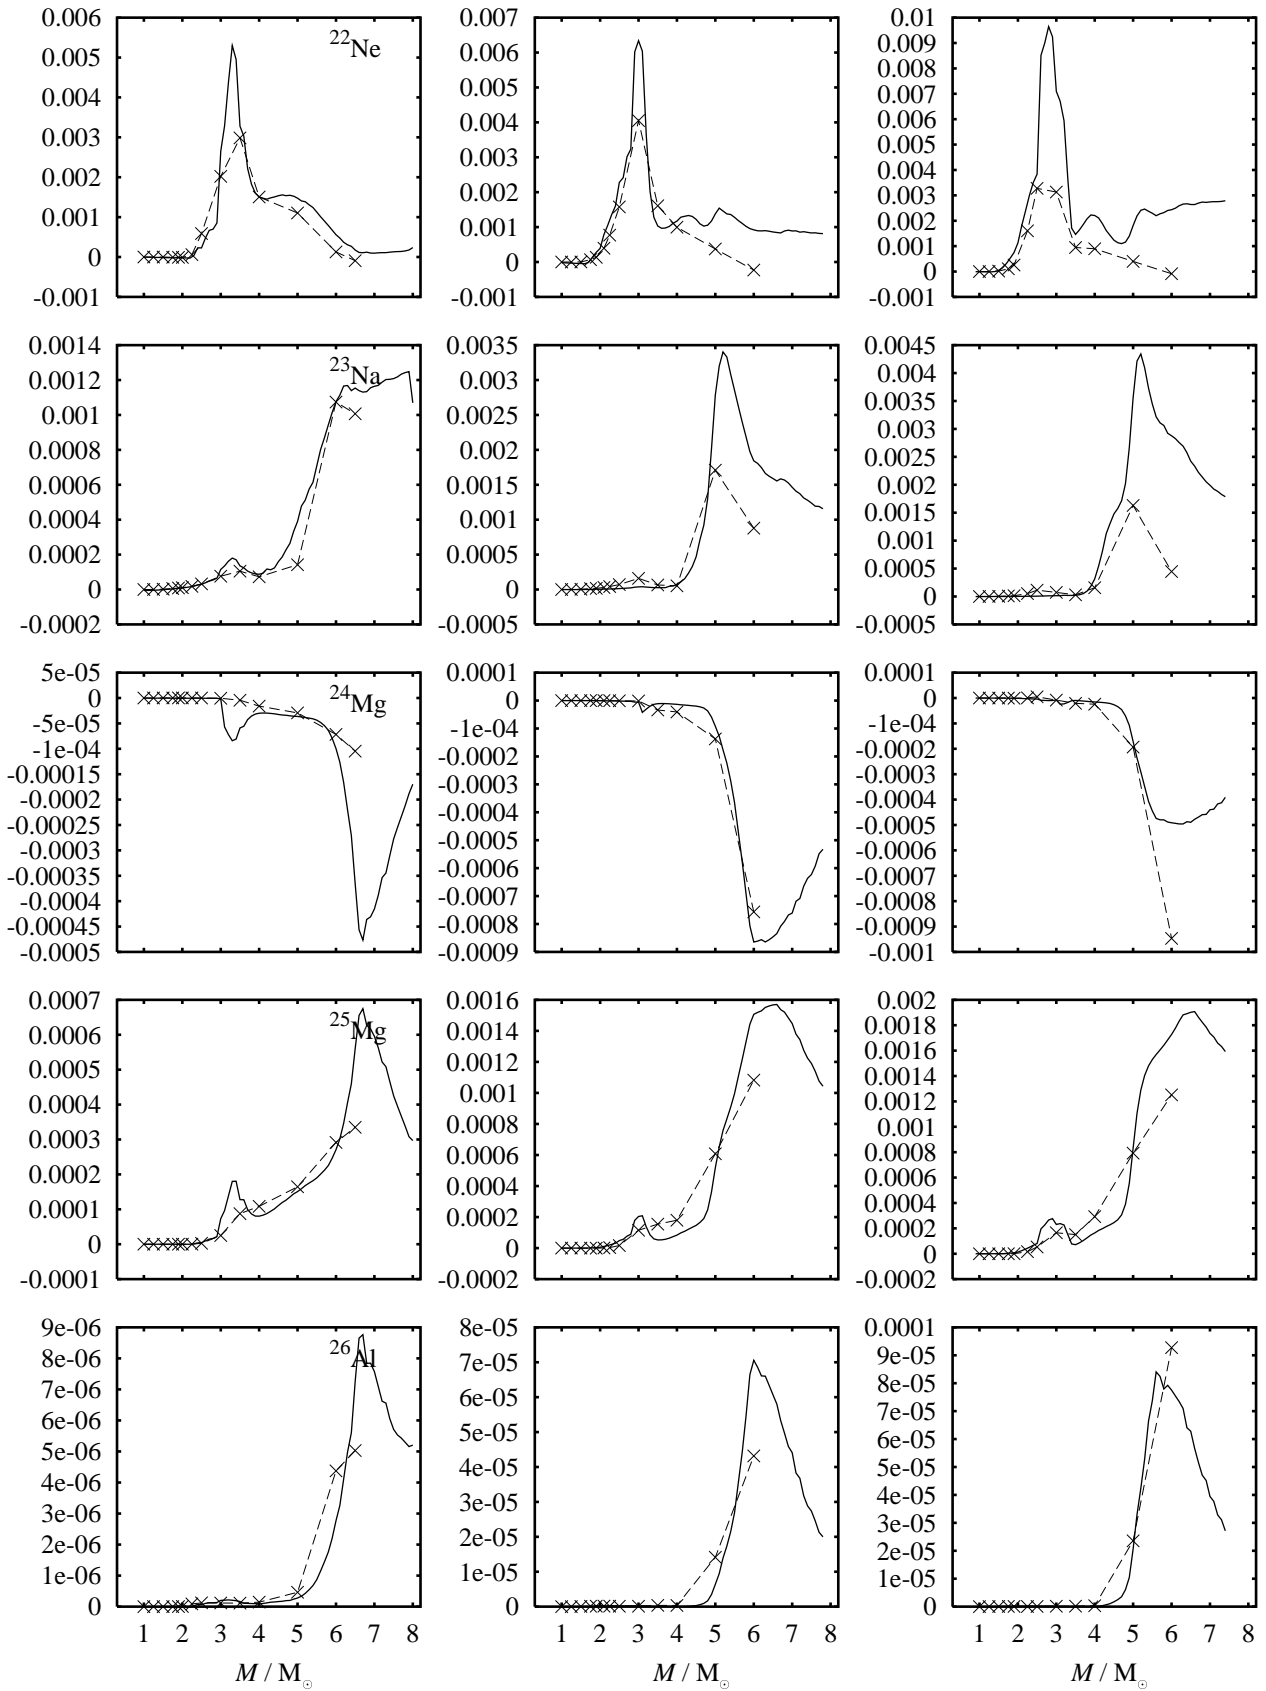 0.006
0.005
0.004
0.003
0.002
0.001
0
-0.001
22Ne
0.007
0.006
0.005
0.004
0.003
0.002
0.001
0
-0.001
0.01
0.009
0.008
0.007
0.006
0.005
0.004
0.003
0.002
0.001
0
-0.001
0.0014
0.0012
0.001
0.0008
0.0006
0.0004
0.0002
0
-0.0002
23Na
0.0035
0.003
0.0025
0.002
0.0015
0.001
0.0005
0
-0.0005
0.0045
0.004
0.0035
0.003
0.0025
0.002
0.0015
0.001
0.0005
0
-0.0005
5e-05
0
-5e-05
-1e-04
-0.00015
-0.0002
-0.00025
-0.0003
-0.00035
-0.0004
-0.00045
-0.0005
24Mg
0.0001
0
-1e-04
-0.0002
-0.0003
-0.0004
-0.0005
-0.0006
-0.0007
-0.0008
-0.0009
0.0001
0
-1e-04
-0.0002
-0.0003
-0.0004
-0.0005
-0.0006
-0.0007
-0.0008
-0.0009
-0.001
0.0007
0.0006
0.0005
0.0004
0.0003
0.0002
0.0001
0
-0.0001
25Mg
0.0016
0.0014
0.0012
0.001
0.0008
0.0006
0.0004
0.0002
0
-0.0002
0.002
0.0018
0.0016
0.0014
0.0012
0.001
0.0008
0.0006
0.0004
0.0002
0
-0.0002
9e-06
8e-06
7e-06
6e-06
5e-06
4e-06
3e-06
2e-06
1e-06
0
26Al
1 2 3 4 5 6 7 8
M / M☉
8e-05
7e-05
6e-05
5e-05
4e-05
3e-05
2e-05
1e-05
0
1 2 3 4 5 6 7 8
M / M☉
0.0001
9e-05
8e-05
7e-05
6e-05
5e-05
4e-05
3e-05
2e-05
1e-05
0
1 2 3 4 5 6 7 8
M / M☉